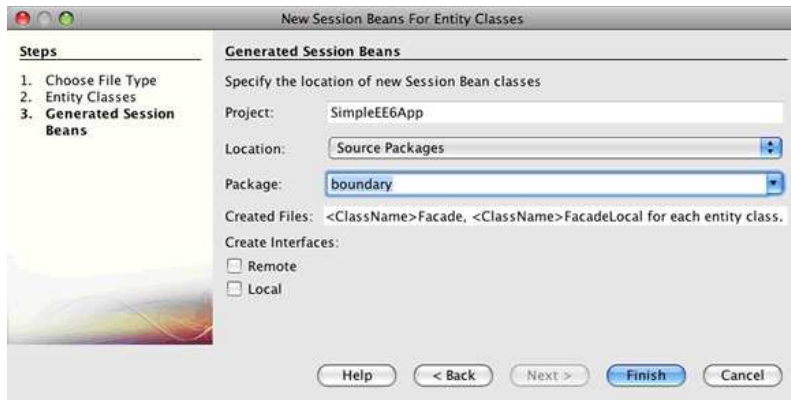 New Session Beans For Entity Classes
Steps
1. Choose File Type
2. Entity Classes
3. Generated Session
Beans
Generated Session Beans
Specify the location of new Session Bean classes
Project: SimpleEE6App
Location: Source Packages
Package: boundary
Created Files: <ClassName>Facade, <ClassName>FacadeLocal for each entity class.
Create Interfaces:
Remote
Local
Help < Back Next > Finish Cancel